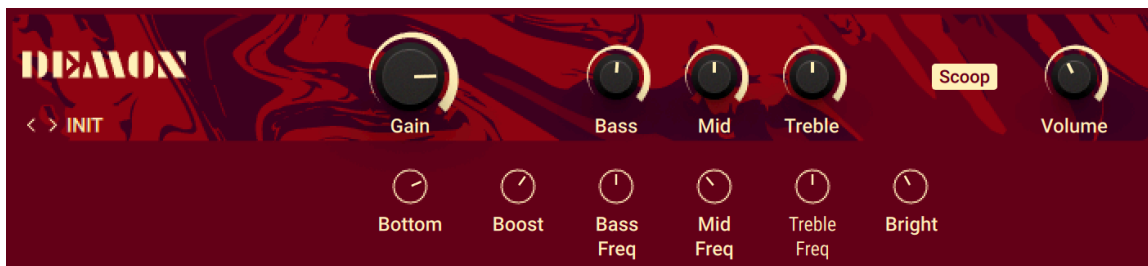 DEMON
< > INIT
Gain
Bass
Mid
Treble
Scoop
Volume
Bottom
Boost
Bass
Freq
Mid
Freq
Treble
Freq
Bright